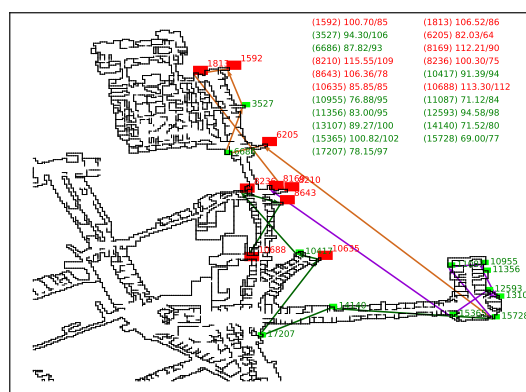 (1592) 100.70/85 (1813) 106.52/86
(3527) 94.30/106 (6205) 82.03/64
(6686) 87.82/93 (8169) 112.21/90
(8210) 115.55/109 (8236) 100.30/75
(8643) 106.36/78 (10417) 91.39/94
(10635) 85.85/85 (10688) 113.30/112
(10955) 76.88/95 (11087) 71.12/84
(11356) 83.00/95 (12593) 94.58/98
(13107) 89.27/100 (14140) 71.52/80
(15365) 100.82/102 (15728) 69.00/77
(17207) 78.15/97
1813 1592
3527
6205
6686
8236 8169 8210
8643
10417 10635
10688
10955
11356
12593
1310
14140 15365 15728
17207